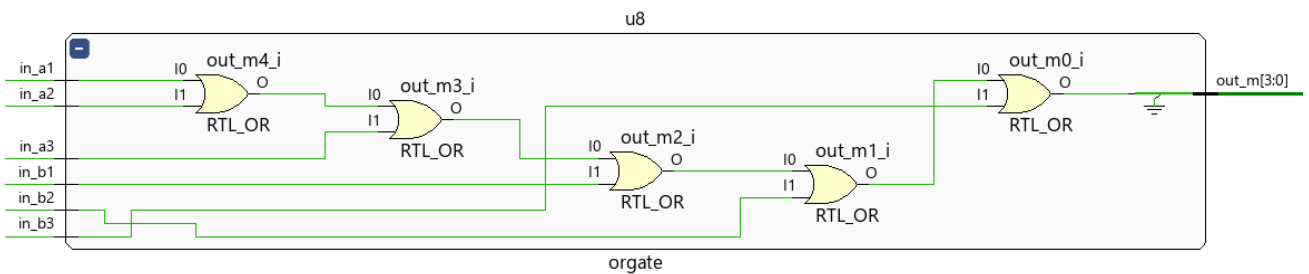 u8
in_a1
in_a2
in_a3
in_b1
in_b2
in_b3
I0
I1
out_m4_i
O
RTL_OR
I0
I1
out_m3_i
O
RTL_OR
I0
I1
out_m2_i
O
RTL_OR
I0
I1
out_m1_i
O
RTL_OR
I0
I1
out_m0_i
O
RTL_OR
out_m[3:0]
orgate